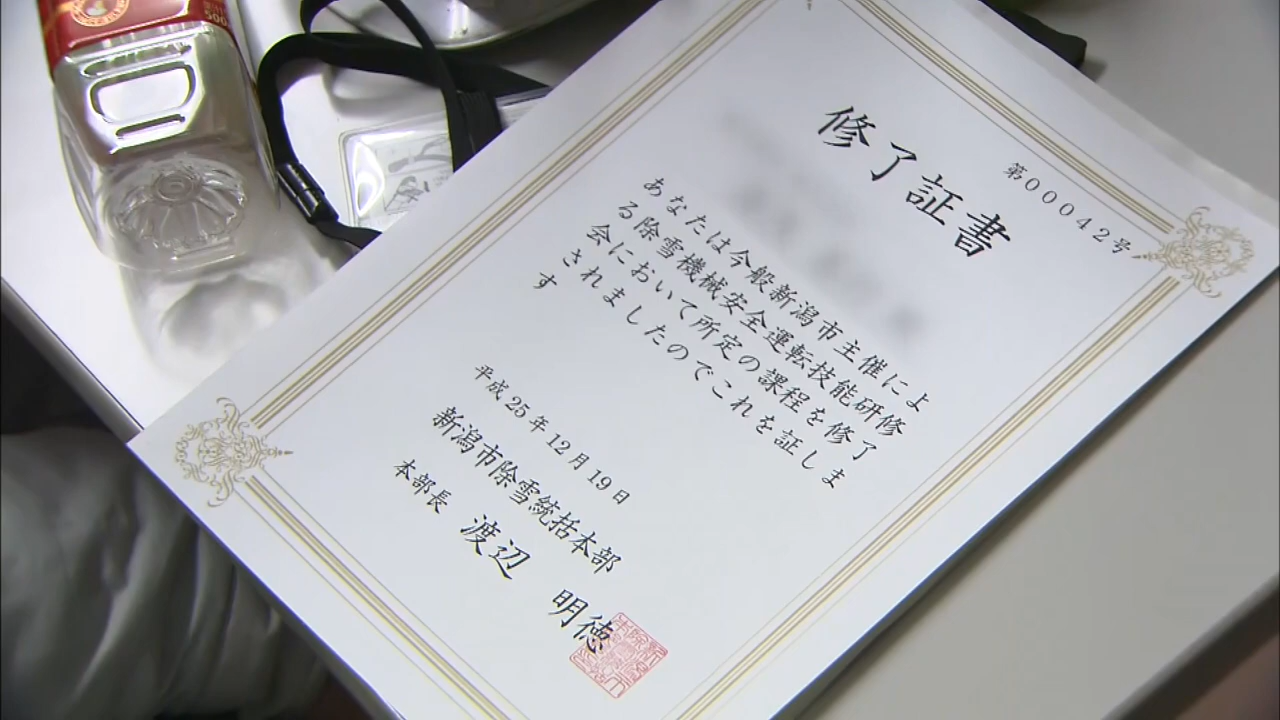 第00042号
修了証書
あなたは今般新潟市主催によ
る除雪機械安全運転技能研修
会において所定の課程を修了
されましたのでこれを証しま
す
平成25年12月19日
新潟市除雪統括本部
本部長 渡辺 明徳